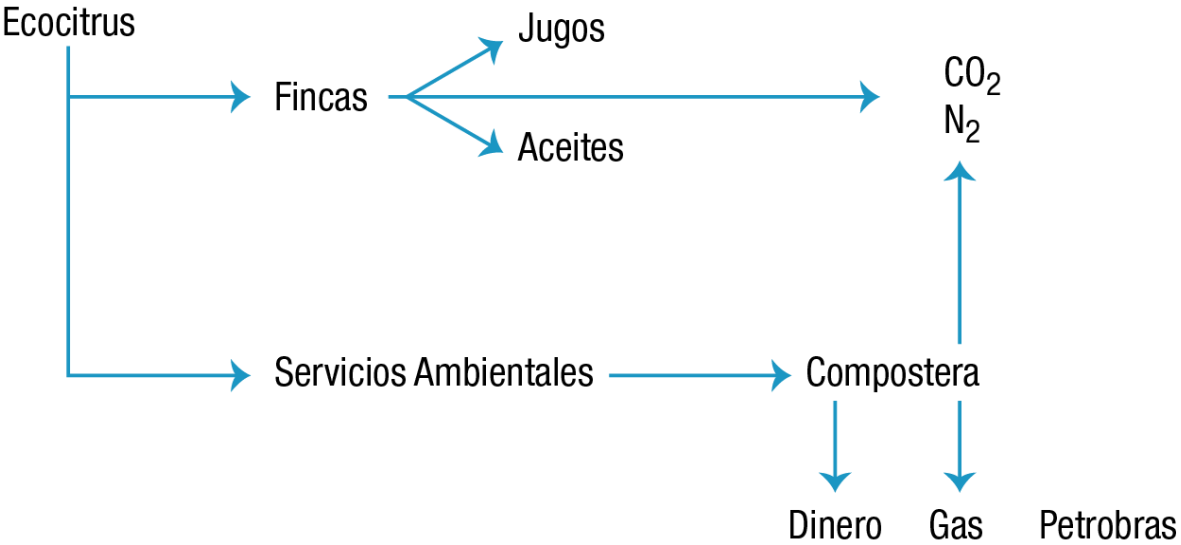 Ecocitrus
Jugos
Fincas
CO₂
N₂
Aceites
Servicios Ambientales
Compostera
Dinero
Gas
Petrobras